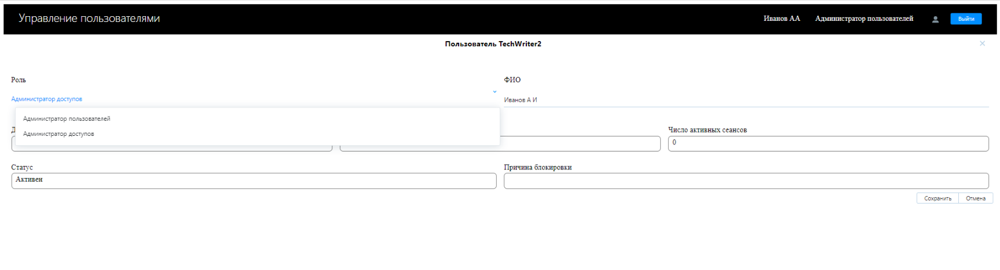 Управление пользователями
Иванов АА Администратор пользователей Выйти
Пользователь TechWriter2
Роль ФИО
Администратор доступов Иванов А И
Администратор пользователей
Администратор доступов
Число активных сеансов
0
Статус Причина блокировки
Активен
Сохранить Отмена